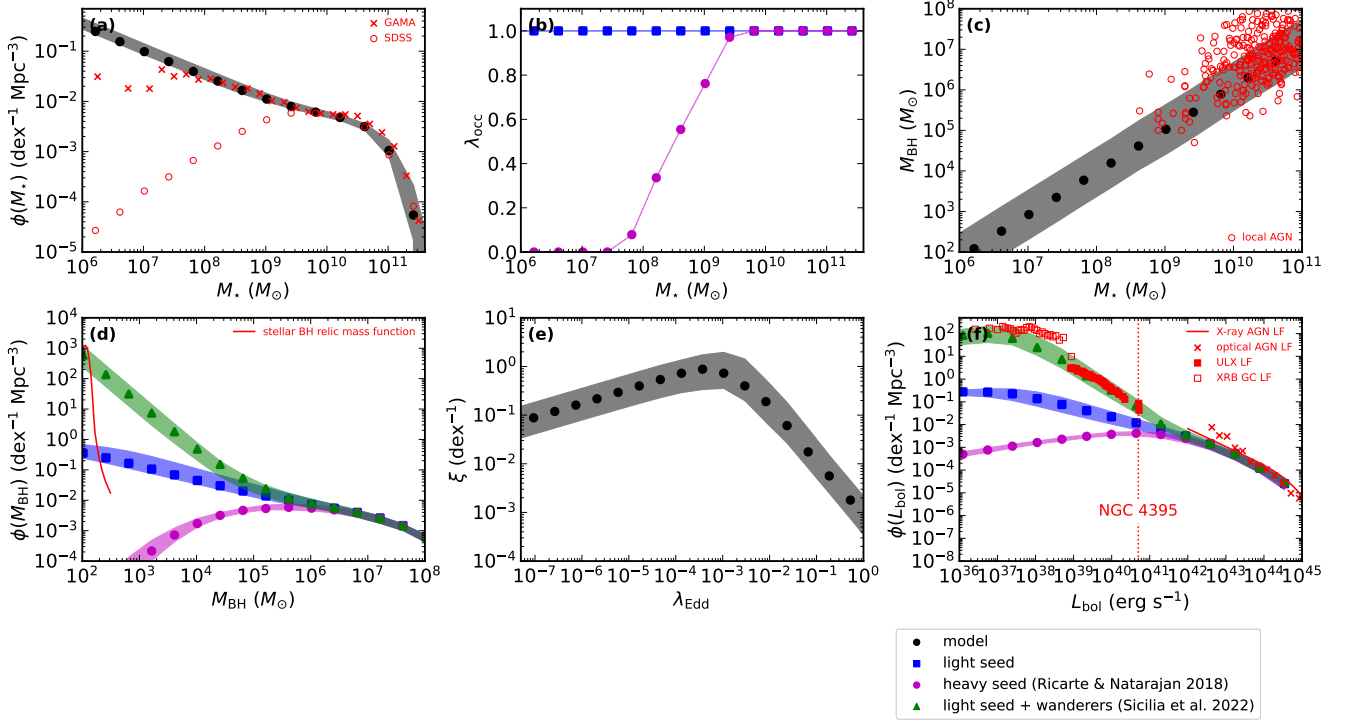 (a)
GAMA
SDSS
10⁻¹
10⁻²
10⁻³
10⁻⁴
10⁻⁵
ϕ(M⋆) (dex⁻¹ Mpc⁻³)
10⁶ 10⁷ 10⁸ 10⁹ 10¹⁰ 10¹¹
M⋆ (M⊙)
(b)
1.0
0.8
0.6
0.4
0.2
0.0
λocc
10⁶ 10⁷ 10⁸ 10⁹ 10¹⁰ 10¹¹
M⋆ (M⊙)
(c)
10⁸
10⁷
10⁶
10⁵
10⁴
10³
10²
M_BH (M⊙)
local AGN
10⁶ 10⁷ 10⁸ 10⁹ 10¹⁰ 10¹¹
M⋆ (M⊙)
(d)
stellar BH relic mass function
10⁴
10³
10²
10¹
10⁰
10⁻¹
10⁻²
10⁻³
10⁻⁴
ϕ(M_BH) (dex⁻¹ Mpc⁻³)
10² 10³ 10⁴ 10⁵ 10⁶ 10⁷ 10⁸
M_BH (M⊙)
(e)
10¹
10⁰
10⁻¹
10⁻²
10⁻³
10⁻⁴
ξ (dex⁻¹)
10⁻⁷ 10⁻⁶ 10⁻⁵ 10⁻⁴ 10⁻³ 10⁻² 10⁻¹ 10⁰
λ_Edd
(f)
X-ray AGN LF
optical AGN LF
ULX LF
XRB GC LF
NGC 4395
10²
10¹
10⁰
10⁻¹
10⁻²
10⁻³
10⁻⁴
10⁻⁵
10⁻⁶
10⁻⁷
10⁻⁸
ϕ(L_bol) (dex⁻¹ Mpc⁻³)
10³⁶ 10³⁷ 10³⁸ 10³⁹ 10⁴⁰ 10⁴¹ 10⁴² 10⁴³ 10⁴⁴ 10⁴⁵
L_bol (erg s⁻¹)
model
light seed
heavy seed (Ricarte & Natarajan 2018)
light seed + wanderers (Sicilia et al. 2022)